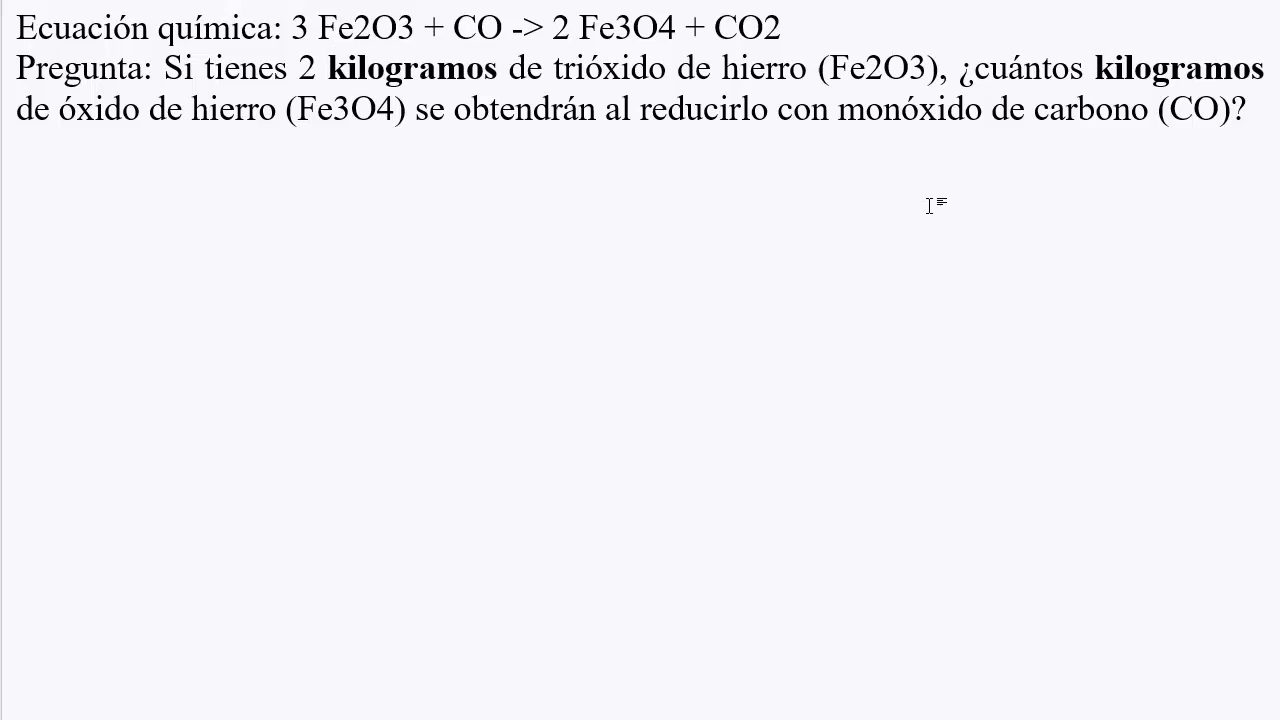 Ecuación química: 3 Fe2O3 + CO -> 2 Fe3O4 + CO2
Pregunta: Si tienes 2 kilogramos de trióxido de hierro (Fe2O3), ¿cuántos kilogramos
de óxido de hierro (Fe3O4) se obtendrán al reducirlo con monóxido de carbono (CO)?